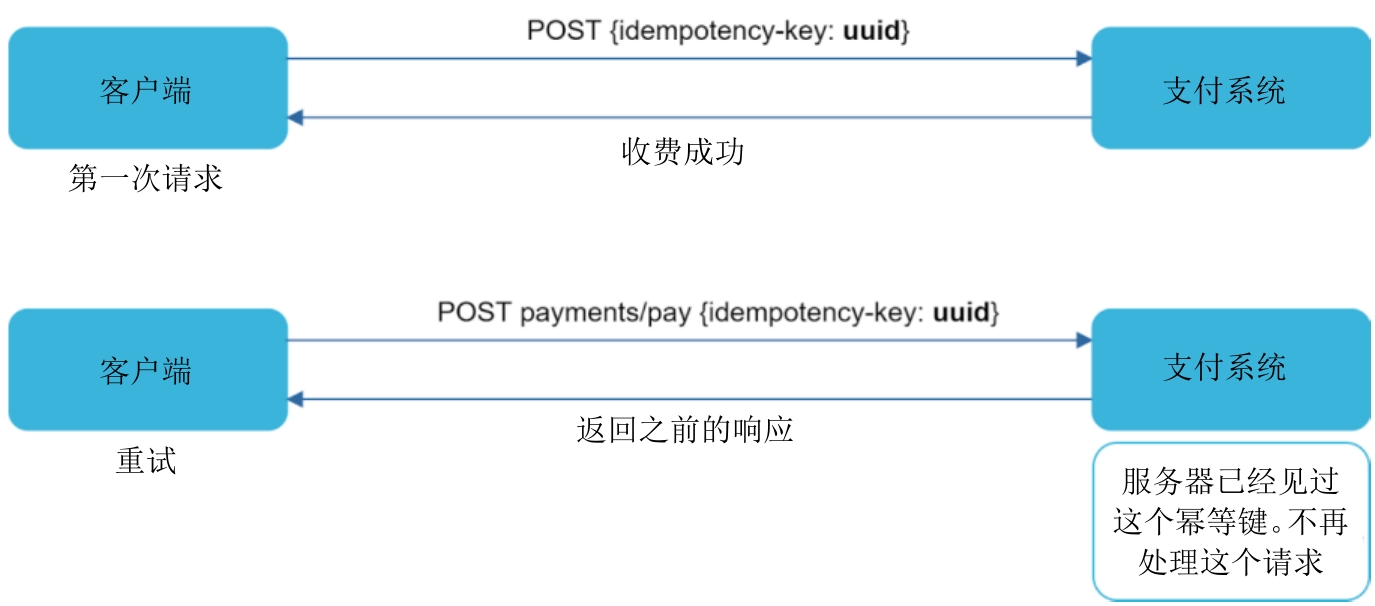 POST {idempotency-key: uuid}
客户端
支付系统
收费成功
第一次请求
POST payments/pay {idempotency-key: uuid}
客户端
支付系统
返回之前的响应
重试
服务器已经见过
这个幂等键。不再
处理这个请求